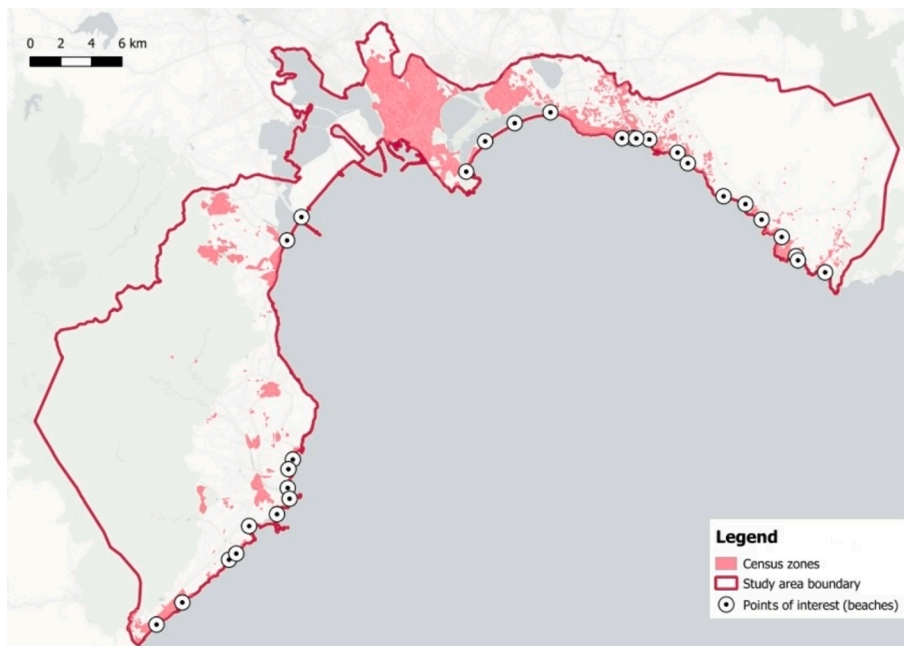 0 2 4 6 km
Legend
Census zones
Study area boundary
Points of interest (beaches)